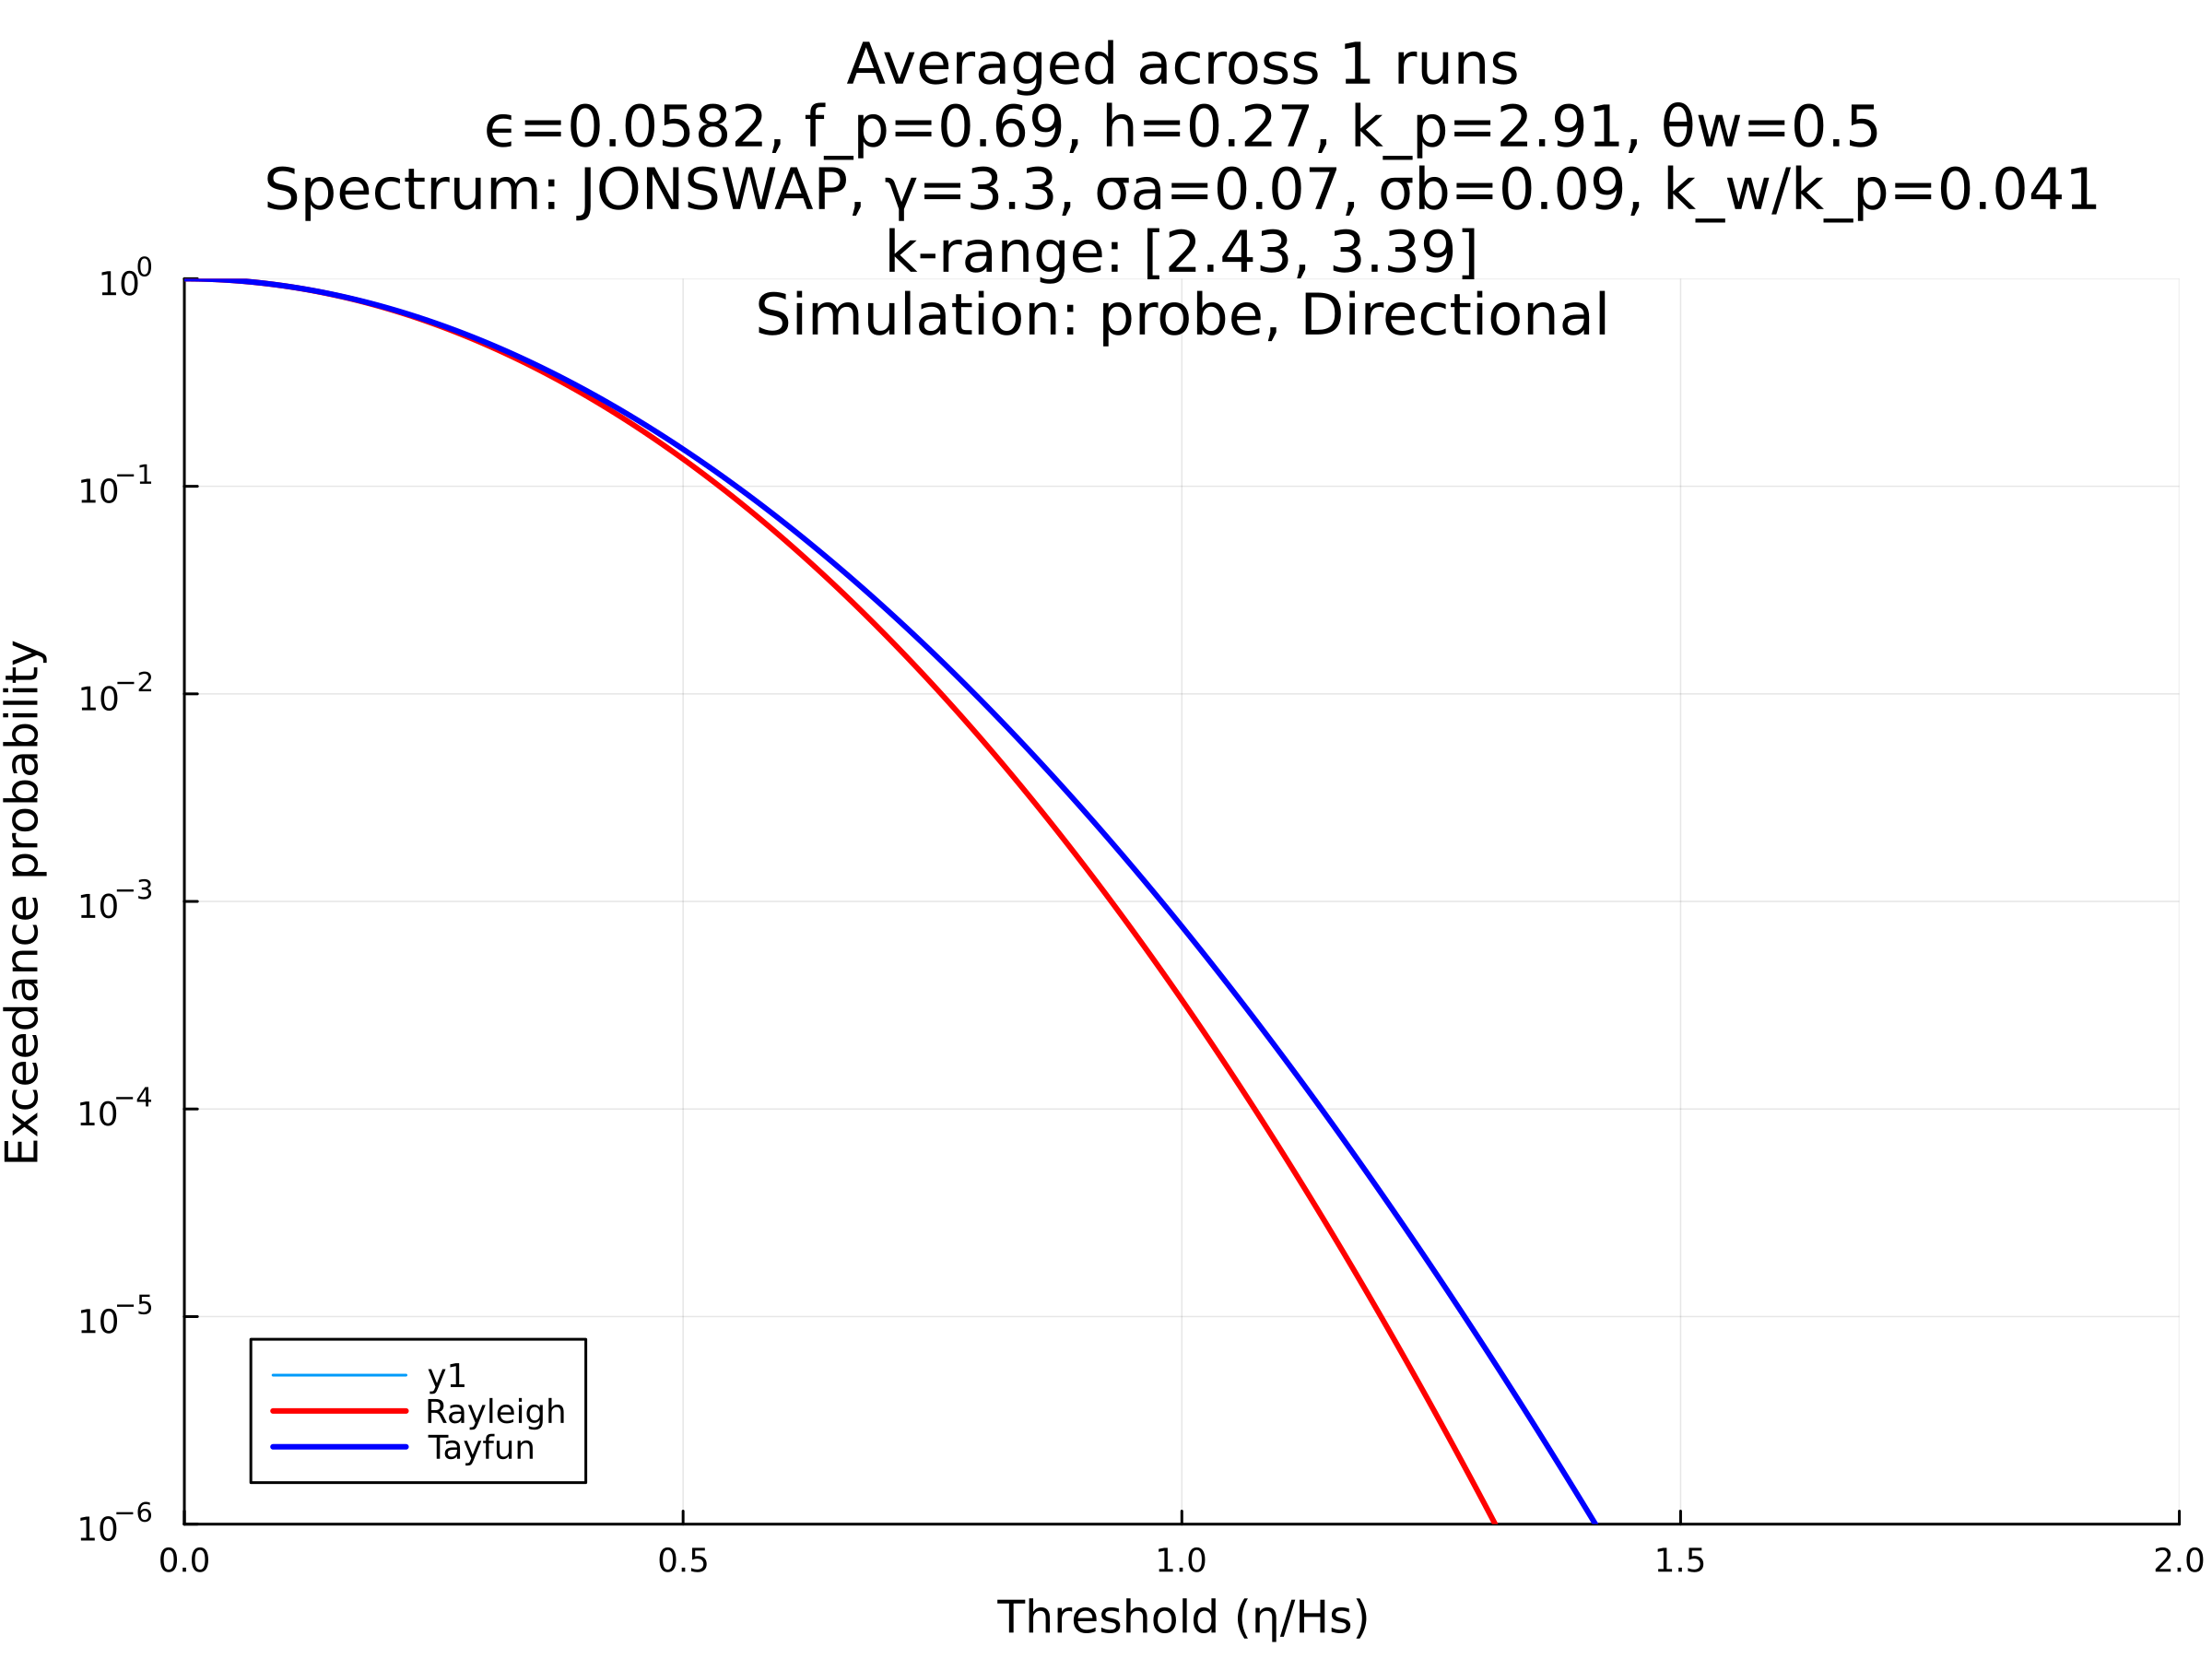 Averaged across 1 runs
ϵ=0.0582, f_p=0.69, h=0.27, k_p=2.91, θw=0.5
Spectrum: JONSWAP, γ=3.3, σa=0.07, σb=0.09, k_w/k_p=0.041
k-range: [2.43, 3.39]
Simulation: probe, Directional
10⁰
10⁻¹
10⁻²
10⁻³
10⁻⁴
10⁻⁵
10⁻⁶
Exceedance probability
y1
Rayleigh
Tayfun
0.0 0.5 1.0 1.5 2.0
Threshold (η/Hs)